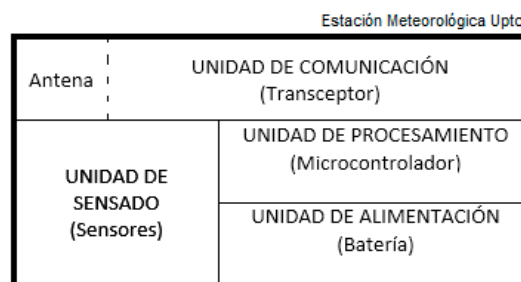 Estación Meteorológica Uptc
Antena
UNIDAD DE COMUNICACIÓN
(Transceptor)
UNIDAD DE PROCESAMIENTO
(Microcontrolador)
UNIDAD DE
SENSADO
(Sensores)
UNIDAD DE ALIMENTACIÓN
(Batería)